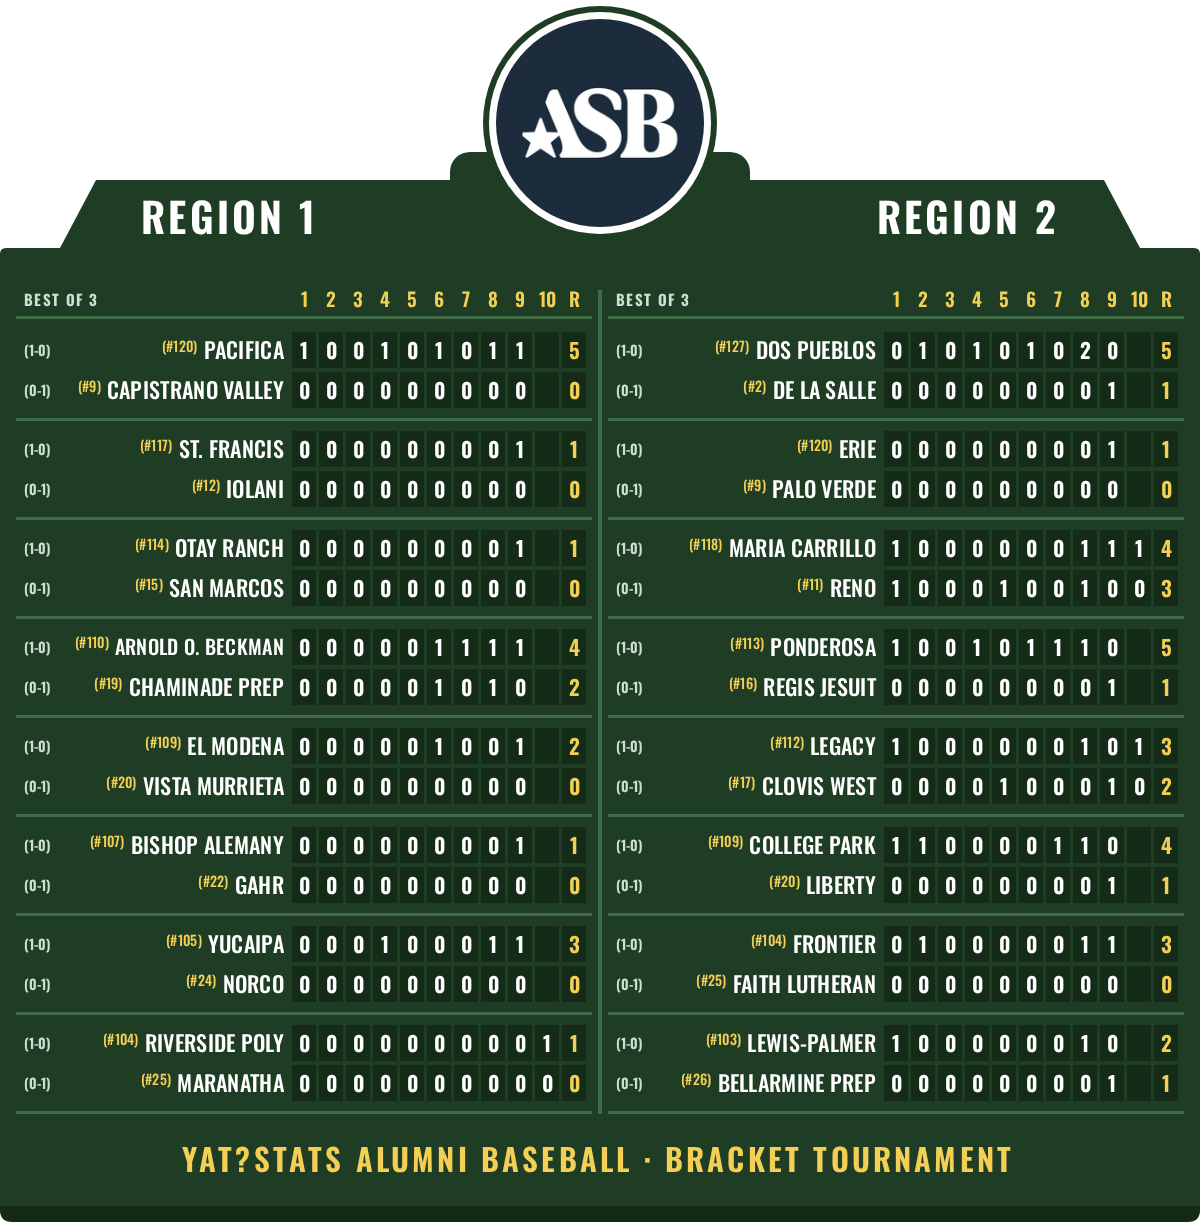 ASB
REGION 1
REGION 2
BEST OF 3 1 2 3 4 5 6 7 8 9 10 R
(1-0) (#120) PACIFICA 1 0 0 1 0 1 0 1 1 5
(0-1) (#9) CAPISTRANO VALLEY 0 0 0 0 0 0 0 0 0 0
(1-0) (#117) ST. FRANCIS 0 0 0 0 0 0 0 0 1 1
(0-1) (#12) IOLANI 0 0 0 0 0 0 0 0 0 0
(1-0) (#114) OTAY RANCH 0 0 0 0 0 0 0 0 1 1
(0-1) (#15) SAN MARCOS 0 0 0 0 0 0 0 0 0 0
(1-0) (#110) ARNOLD O. BECKMAN 0 0 0 0 0 1 1 1 1 4
(0-1) (#19) CHAMINADE PREP 0 0 0 0 0 1 0 1 0 2
(1-0) (#109) EL MODENA 0 0 0 0 0 1 0 0 1 2
(0-1) (#20) VISTA MURRIETA 0 0 0 0 0 0 0 0 0 0
(1-0) (#107) BISHOP ALEMANY 0 0 0 0 0 0 0 0 1 1
(0-1) (#22) GAHR 0 0 0 0 0 0 0 0 0 0
(1-0) (#105) YUCAIPA 0 0 0 1 0 0 0 1 1 3
(0-1) (#24) NORCO 0 0 0 0 0 0 0 0 0 0
(1-0) (#104) RIVERSIDE POLY 0 0 0 0 0 0 0 0 0 1 1
(0-1) (#25) MARANATHA 0 0 0 0 0 0 0 0 0 0 0
BEST OF 3 1 2 3 4 5 6 7 8 9 10 R
(1-0) (#127) DOS PUEBLOS 0 1 0 1 0 1 0 2 0 5
(0-1) (#2) DE LA SALLE 0 0 0 0 0 0 0 0 1 1
(1-0) (#120) ERIE 0 0 0 0 0 0 0 0 1 1
(0-1) (#9) PALO VERDE 0 0 0 0 0 0 0 0 0 0
(1-0) (#118) MARIA CARRILLO 1 0 0 0 0 0 0 1 1 1 4
(0-1) (#11) RENO 1 0 0 0 1 0 0 1 0 0 3
(1-0) (#113) PONDEROSA 1 0 0 1 0 1 1 1 0 5
(0-1) (#16) REGIS JESUIT 0 0 0 0 0 0 0 0 1 1
(1-0) (#112) LEGACY 1 0 0 0 0 0 0 1 0 1 3
(0-1) (#17) CLOVIS WEST 0 0 0 0 1 0 0 0 1 0 2
(1-0) (#109) COLLEGE PARK 1 1 0 0 0 0 1 1 0 4
(0-1) (#20) LIBERTY 0 0 0 0 0 0 0 0 1 1
(1-0) (#104) FRONTIER 0 1 0 0 0 0 0 1 1 3
(0-1) (#25) FAITH LUTHERAN 0 0 0 0 0 0 0 0 0 0
(1-0) (#103) LEWIS-PALMER 1 0 0 0 0 0 0 1 0 2
(0-1) (#26) BELLARMINE PREP 0 0 0 0 0 0 0 0 1 1
YAT?STATS ALUMNI BASEBALL · BRACKET TOURNAMENT